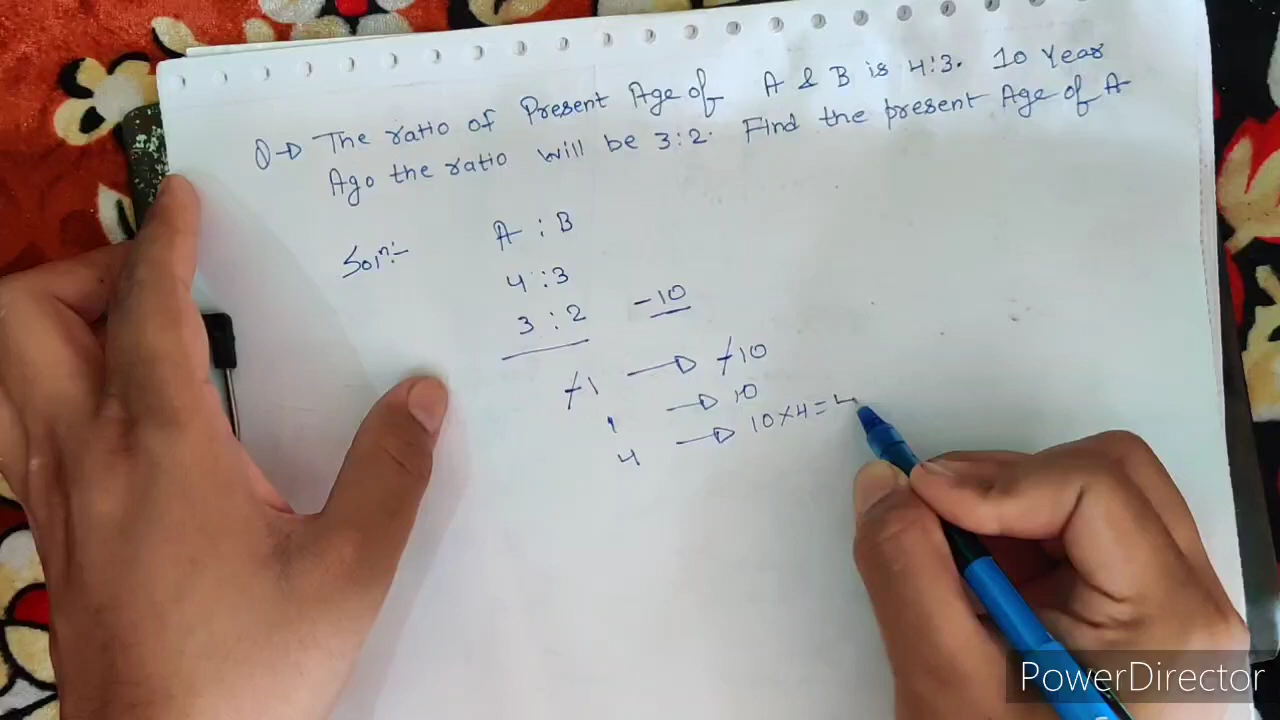 Q→ The ratio of Present Age of A & B is 4:3. 10 Year
Ago the ratio will be 3:2. Find the present Age of A
Solⁿ:-
A : B
4 : 3
3 : 2 -10
+1 → +10
1 → 10
4 → 10×4=4
PowerDirector